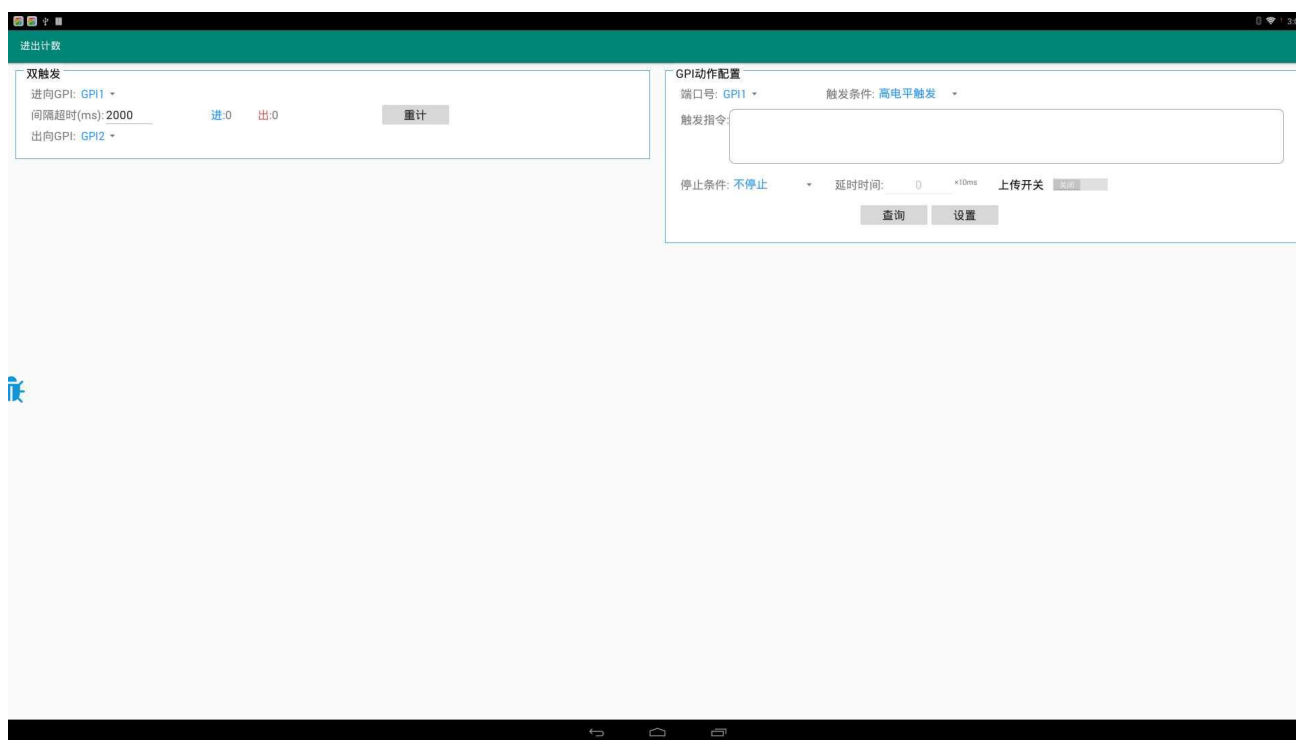 进出计数
双触发
进向GPI: GPI1
间隔超时(ms): 2000 进:0 出:0 重计
出向GPI: GPI2
GPI动作配置
端口号: GPI1 触发条件: 高电平触发
触发指令:
停止条件: 不停止 延时时间: 0 *10ms 上传开关 关闭
查询 设置